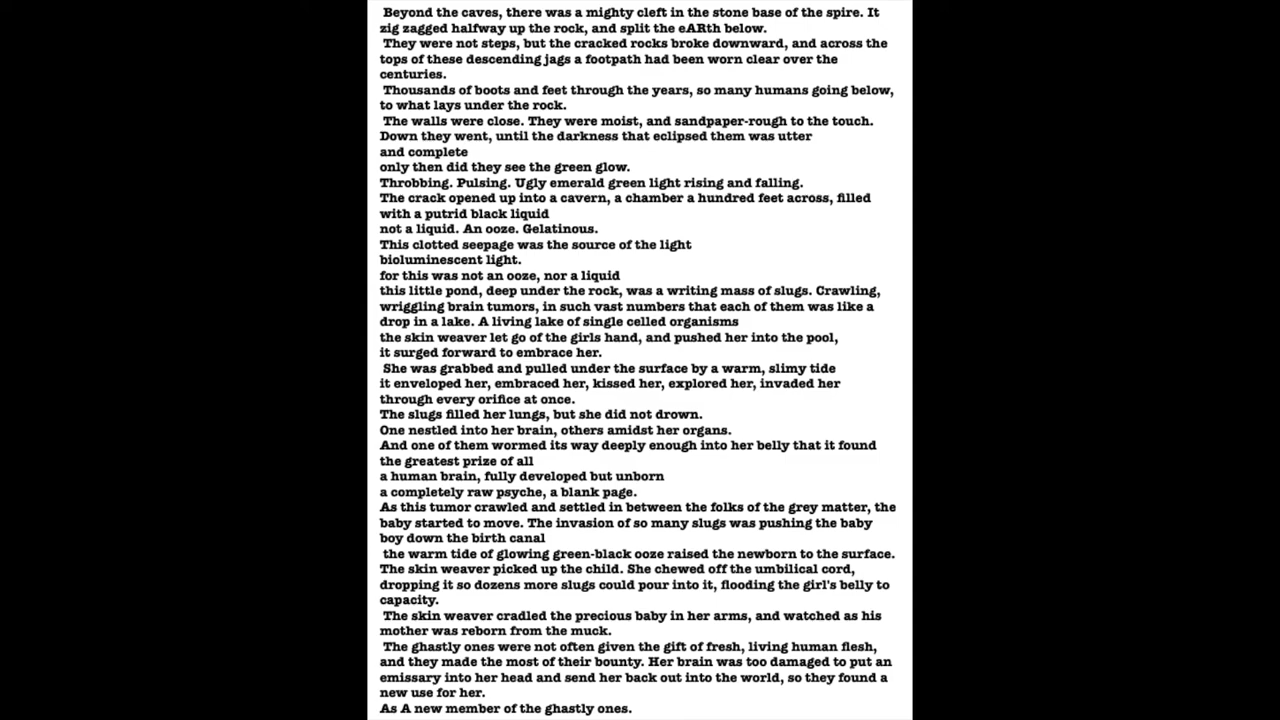 Beyond the caves, there was a mighty cleft in the stone base of the spire. It
zig zagged halfway up the rock, and split the eARth below.
They were not steps, but the cracked rocks broke downward, and across the
tops of these descending jags a footpath had been worn clear over the
centuries.
Thousands of boots and feet through the years, so many humans going below,
to what lays under the rock.
The walls were close. They were moist, and sandpaper-rough to the touch.
Down they went, until the darkness that eclipsed them was utter
and complete
only then did they see the green glow.
Throbbing. Pulsing. Ugly emerald green light rising and falling.
The crack opened up into a cavern, a chamber a hundred feet across, filled
with a putrid black liquid
not a liquid. An ooze. Gelatinous.
This clotted seepage was the source of the light
bioluminescent light.
for this was not an ooze, nor a liquid
this little pond, deep under the rock, was a writing mass of slugs. Crawling,
wriggling brain tumors, in such vast numbers that each of them was like a
drop in a lake. A living lake of single celled organisms
the skin weaver let go of the girls hand, and pushed her into the pool,
it surged forward to embrace her.
She was grabbed and pulled under the surface by a warm, slimy tide
it enveloped her, embraced her, kissed her, explored her, invaded her
through every orifice at once.
The slugs filled her lungs, but she did not drown.
One nestled into her brain, others amidst her organs.
And one of them wormed its way deeply enough into her belly that it found
the greatest prize of all
a human brain, fully developed but unborn
a completely raw psyche, a blank page.
As this tumor crawled and settled in between the folks of the grey matter, the
baby started to move. The invasion of so many slugs was pushing the baby
boy down the birth canal
the warm tide of glowing green-black ooze raised the newborn to the surface.
The skin weaver picked up the child. She chewed off the umbilical cord,
dropping it so dozens more slugs could pour into it, flooding the girl's belly to
capacity.
The skin weaver cradled the precious baby in her arms, and watched as his
mother was reborn from the muck.
The ghastly ones were not often given the gift of fresh, living human flesh,
and they made the most of their bounty. Her brain was too damaged to put an
emissary into her head and send her back out into the world, so they found a
new use for her.
As A new member of the ghastly ones.